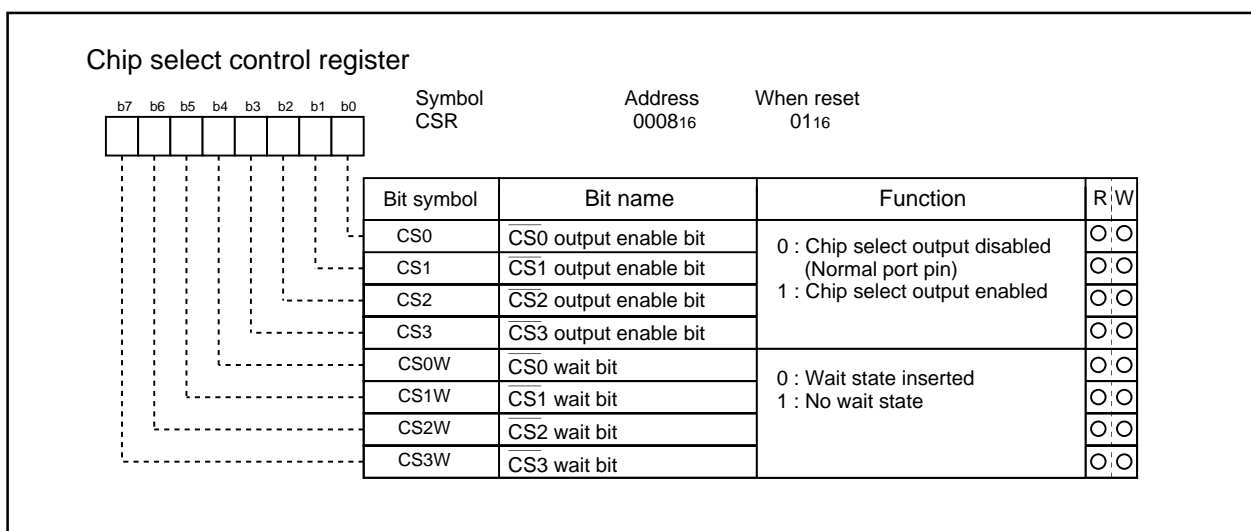 Chip select control register
Symbol Address When reset
b7 b6 b5 b4 b3 b2 b1 b0
CSR 000816 0116
Bit symbol Bit name Function R W
CS0 CS0 output enable bit
0 : Chip select output disabled
(Normal port pin)
1 : Chip select output enabled
CS1 CS1 output enable bit
CS2 CS2 output enable bit
CS3 CS3 output enable bit
CS0W CS0 wait bit
0 : Wait state inserted
1 : No wait state
CS1W CS1 wait bit
CS2W CS2 wait bit
CS3W CS3 wait bit